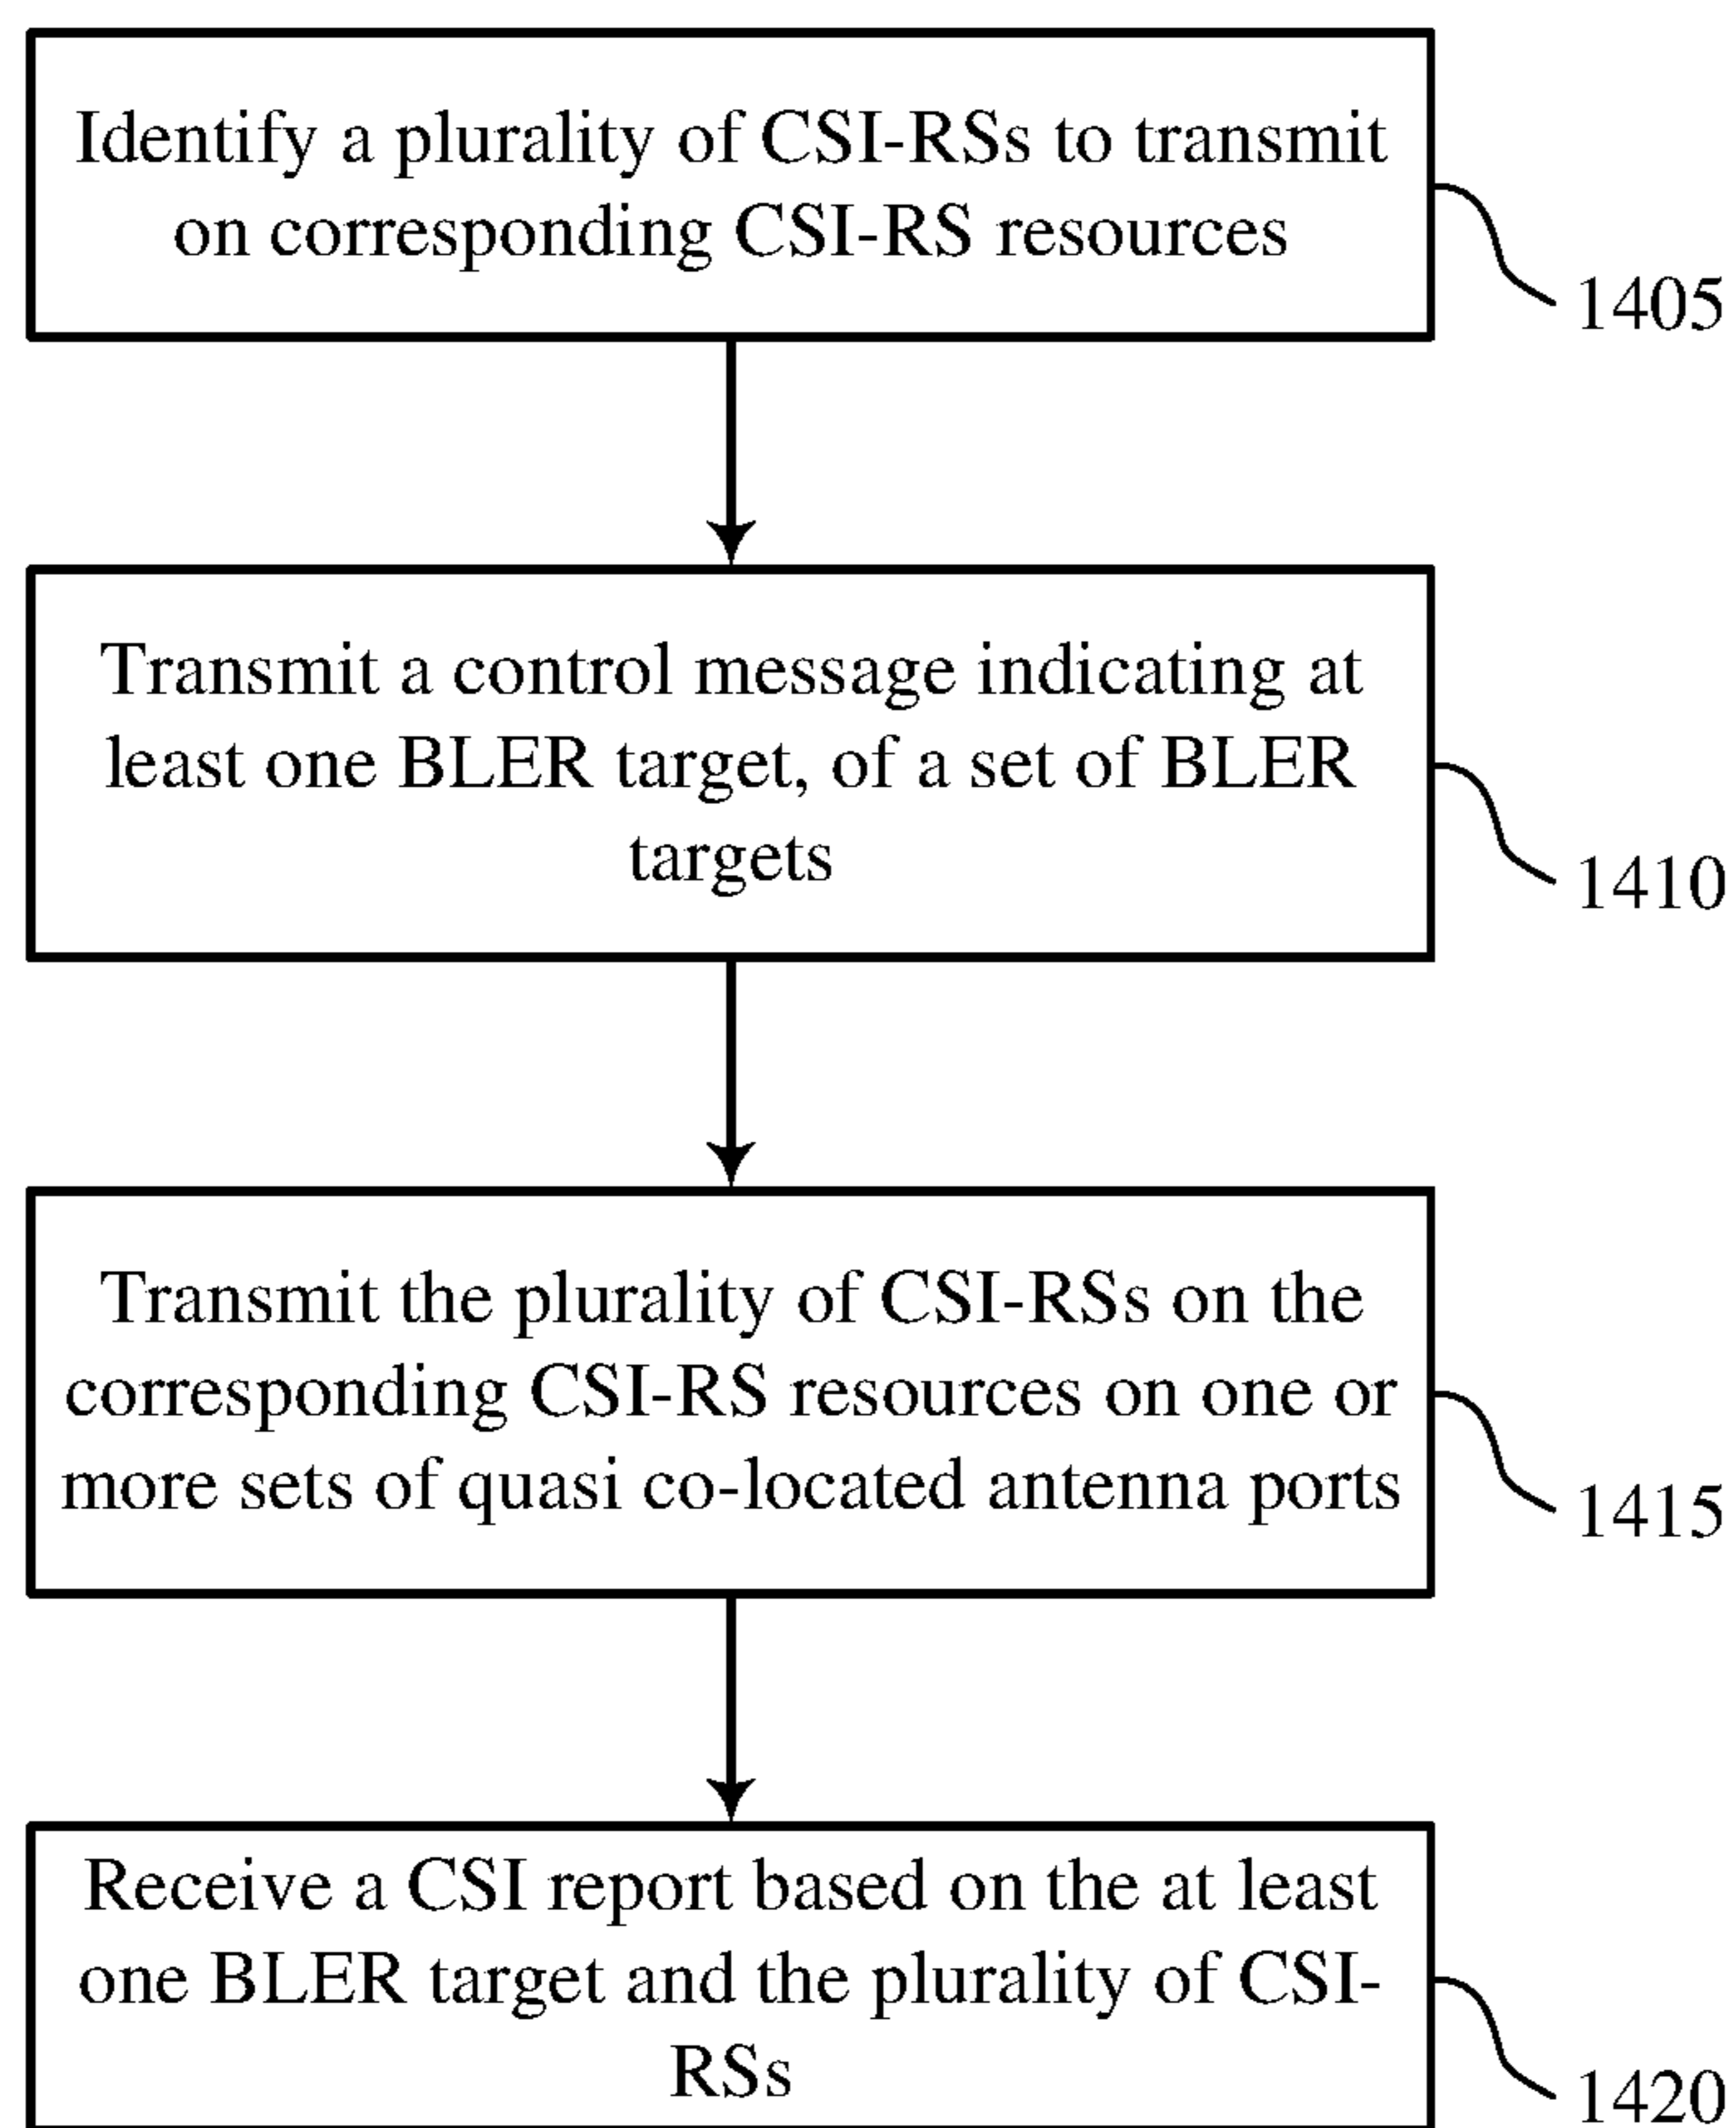 Identify a plurality of CSI-RSs to transmit
on corresponding CSI-RS resources
1405
Transmit a control message indicating at
least one BLER target, of a set of BLER
targets
1410
Transmit the plurality of CSI-RSs on the
corresponding CSI-RS resources on one or
more sets of quasi co-located antenna ports
1415
Receive a CSI report based on the at least
one BLER target and the plurality of CSI-
RSs
1420